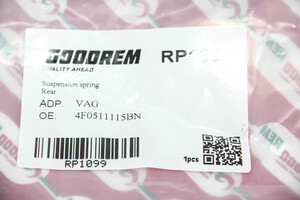 GOODREM
QUALITY AHEAD
Suspension spring
Rear
ADP. VAG
OE: 4F0511115BN
1pcs
RP1099